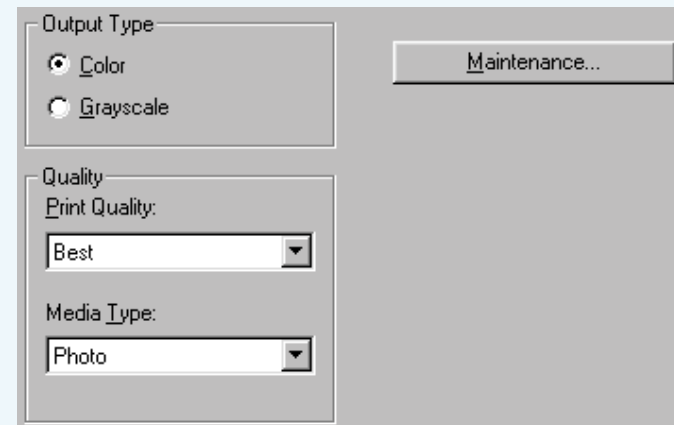 Output Type
Color
Grayscale
Maintenance...
Quality
Print Quality:
Best
Media Type:
Photo